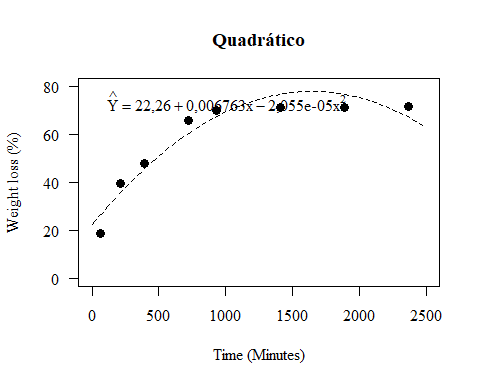 Quadrático
Ŷ = 22,26 + 0,006763x − 2,055e-05x²
80
60
40
20
0
Weight loss (%)
0 500 1000 1500 2000 2500
Time (Minutes)